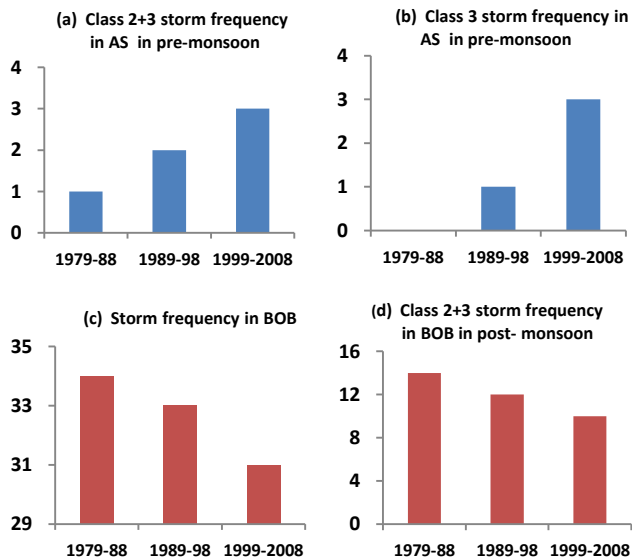 (a) Class 2+3 storm frequency
in AS in pre-monsoon
4
3
2
1
0
1979-88 1989-98 1999-2008
(b) Class 3 storm frequency in
AS in pre-monsoon
4
3
2
1
0
1979-88 1989-98 1999-2008
(c) Storm frequency in BOB
35
33
31
29
1979-88 1989-98 1999-2008
(d) Class 2+3 storm frequency
in BOB in post- monsoon
16
12
8
4
0
1979-88 1989-98 1999-2008